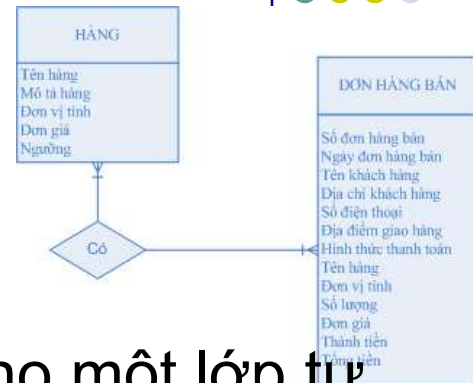 HÀNG
Tên hàng
Mô tả hàng
Đơn vị tính
Đơn giá
Ngưỡng
Có
ĐƠN HÀNG BÁN
Số đơn hàng bán
Ngày đơn hàng bán
Tên khách hàng
Địa chỉ khách hàng
Số điện thoại
Địa điểm giao hàng
Hình thức thanh toán
Tên hàng
Đơn vị tính
Số lượng
Đơn giá
Thành tiền
Tổng tiền
một lớp